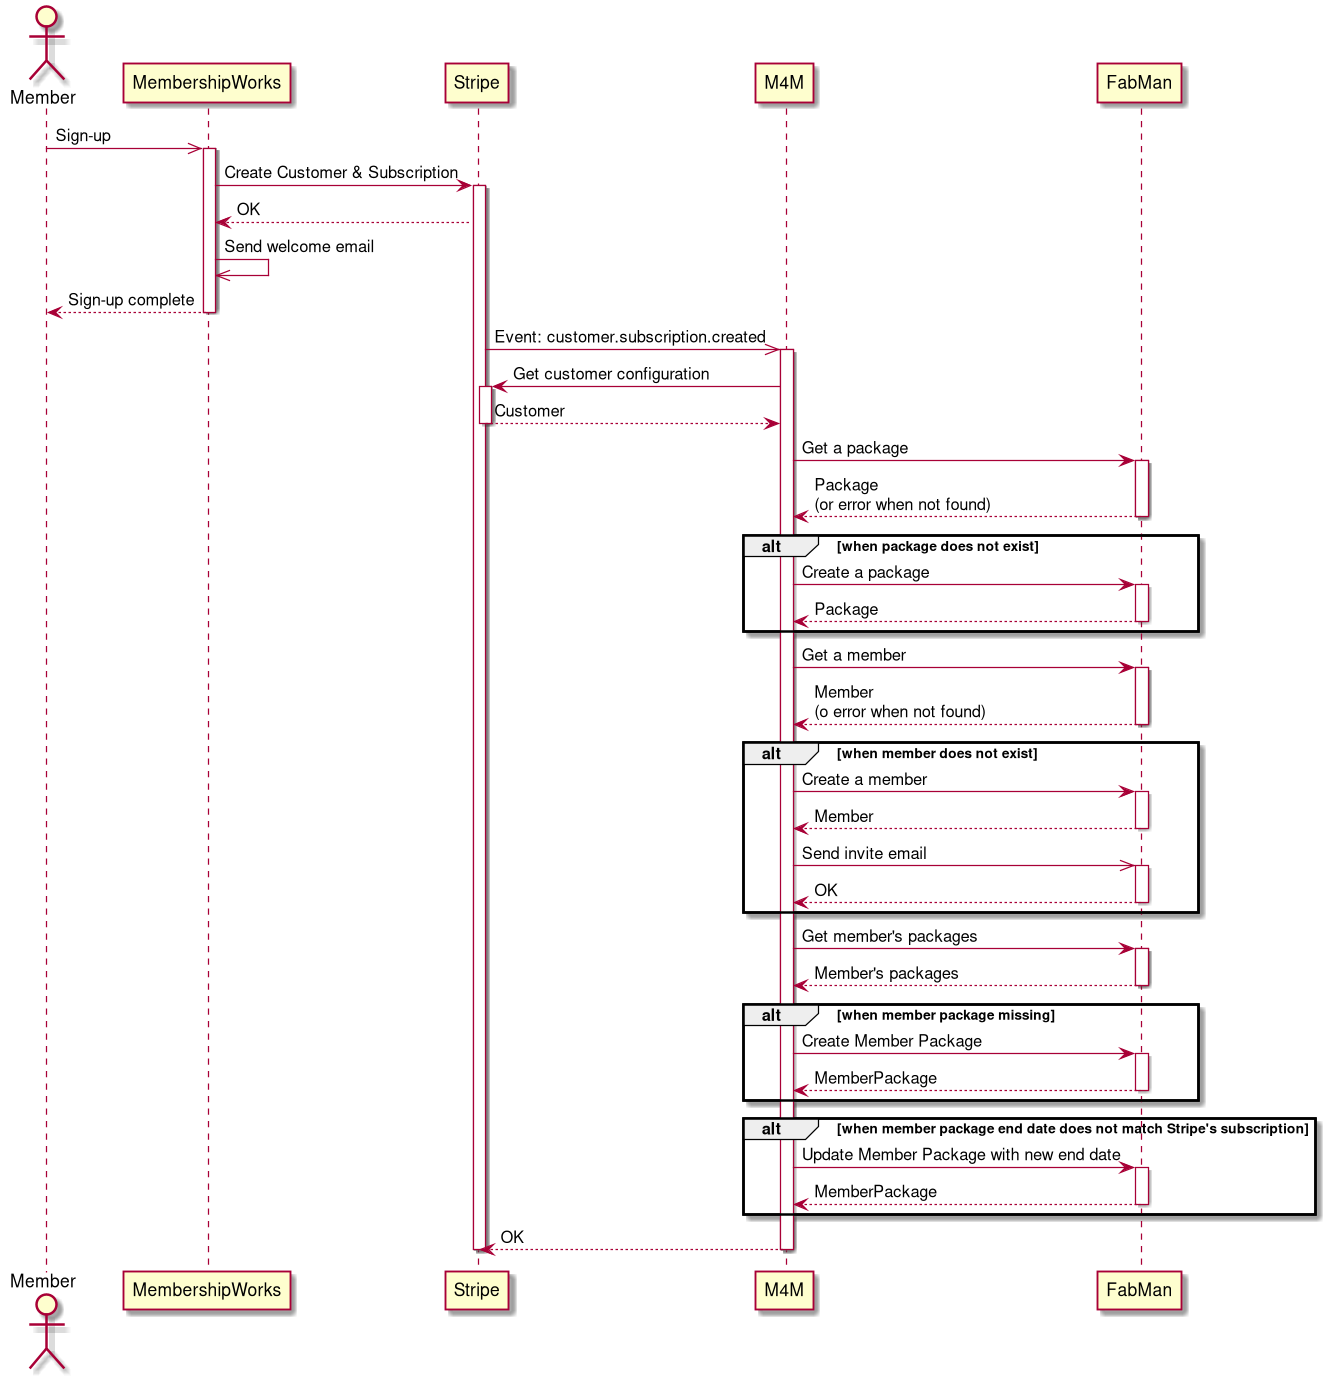 Member
MembershipWorks
Stripe
M4M
FabMan
Sign-up
Create Customer & Subscription
OK
Send welcome email
Sign-up complete
Event: customer.subscription.created
Get customer configuration
Customer
Get a package
Package
(or error when not found)
alt [when package does not exist]
Create a package
Package
Get a member
Member
(o error when not found)
alt [when member does not exist]
Create a member
Member
Send invite email
OK
Get member's packages
Member's packages
alt [when member package missing]
Create Member Package
MemberPackage
alt [when member package end date does not match Stripe's subscription]
Update Member Package with new end date
MemberPackage
OK
Member
MembershipWorks
Stripe
M4M
FabMan